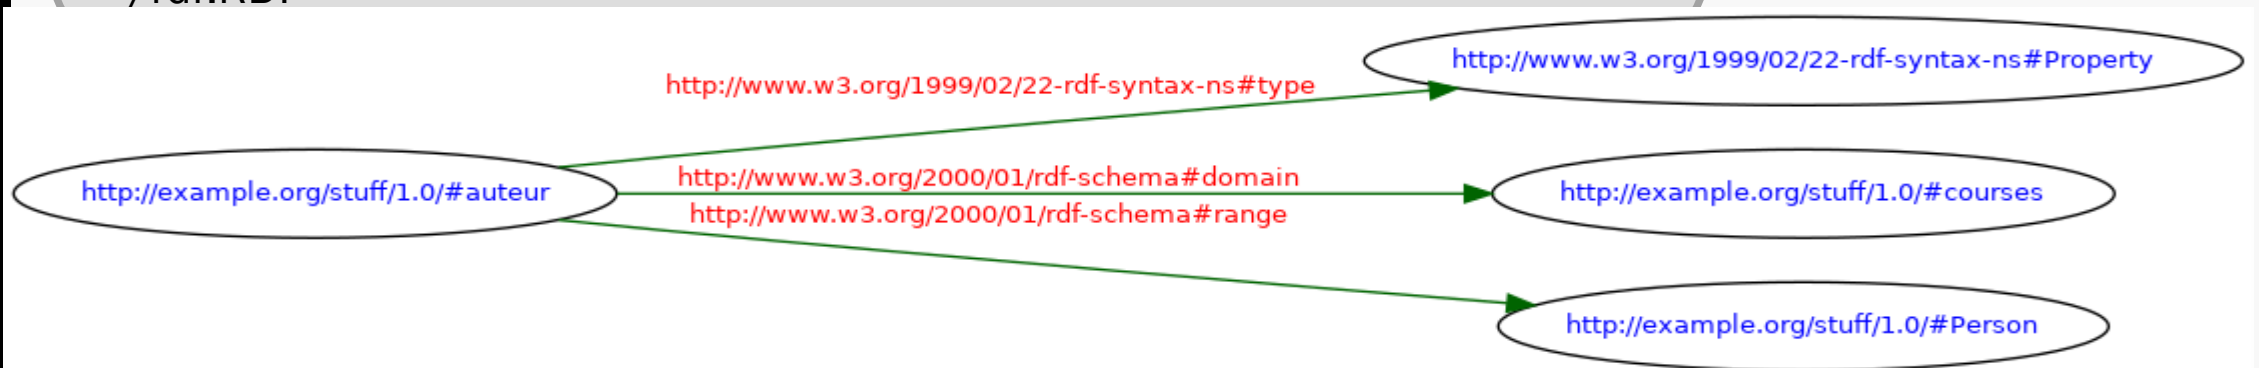 http://www.w3.org/1999/02/22-rdf-syntax-ns#Property
http://www.w3.org/1999/02/22-rdf-syntax-ns#type
http://www.w3.org/2000/01/rdf-schema#domain
http://example.org/stuff/1.0/#auteur
http://example.org/stuff/1.0/#courses
http://www.w3.org/2000/01/rdf-schema#range
http://example.org/stuff/1.0/#Person